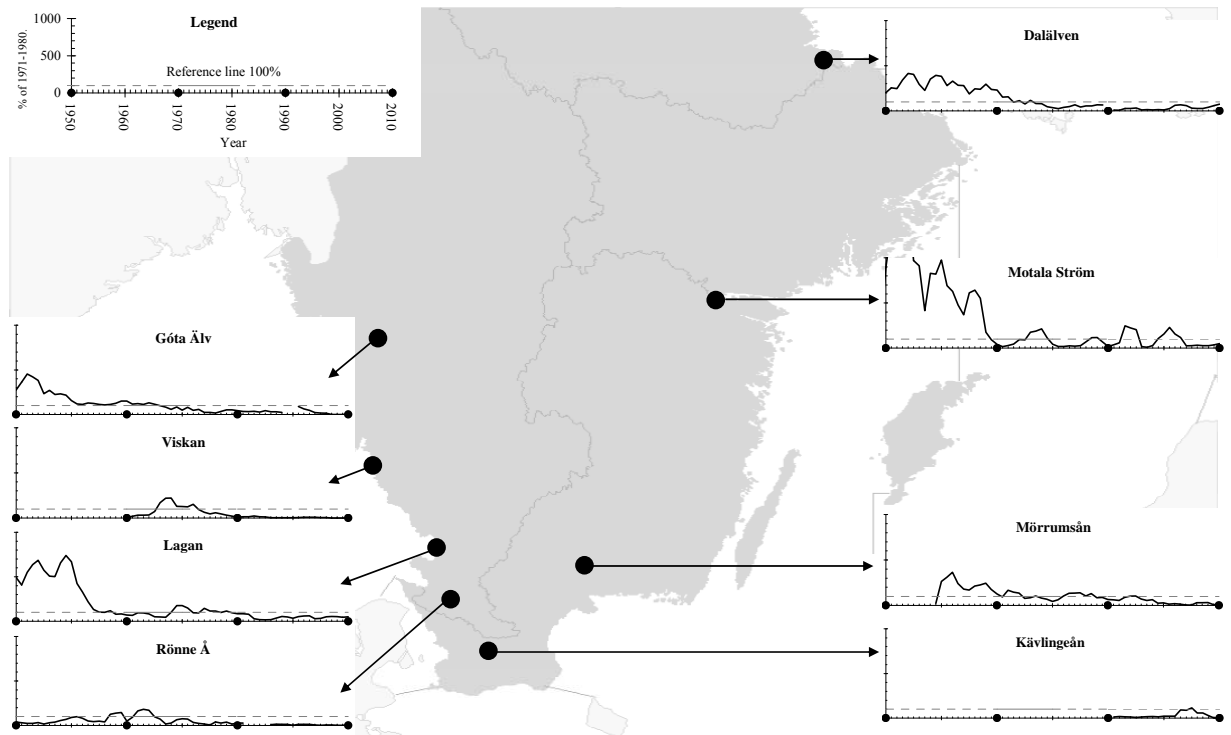 Legend
1000
500
0
% of 1971-1980.
Reference line 100%
1950
1960
1970
1980
1990
2000
2010
Year
Dalälven
Motala Ström
Góta Älv
Viskan
Lagan
Mörrumsån
Rönne Å
Kävlingeån